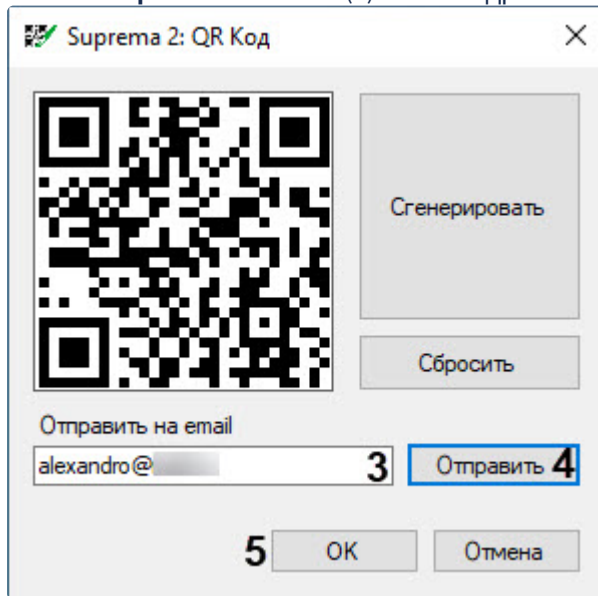 Suprema 2: QR Код
Сгенерировать
Сбросить
Отправить на email
alexandro@
3
Отправить 4
5
OK
Отмена